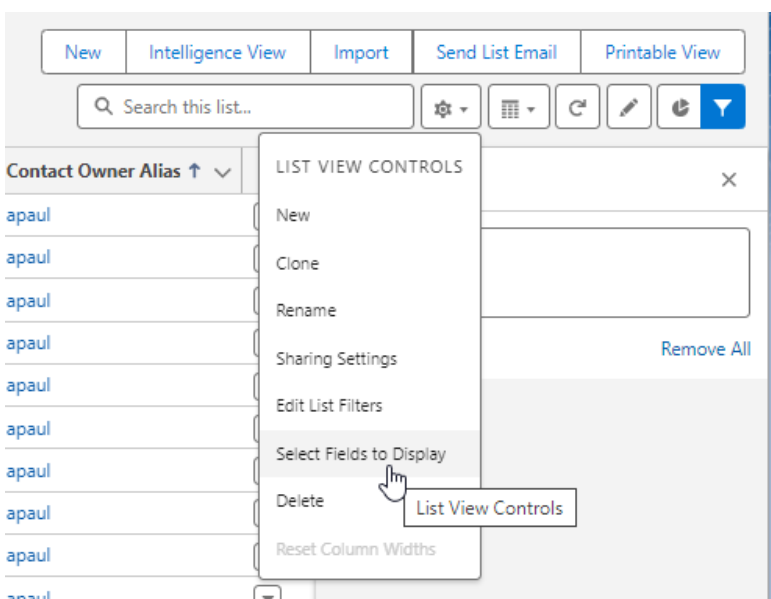 New Intelligence View Import Send List Email Printable View
Search this list...
Contact Owner Alias
LIST VIEW CONTROLS
apaul
New
apaul
Clone
apaul
Rename
apaul
Sharing Settings
Remove All
apaul
Edit List Filters
apaul
Select Fields to Display
apaul
Delete
List View Controls
apaul
Reset Column Widths
apaul
apaul